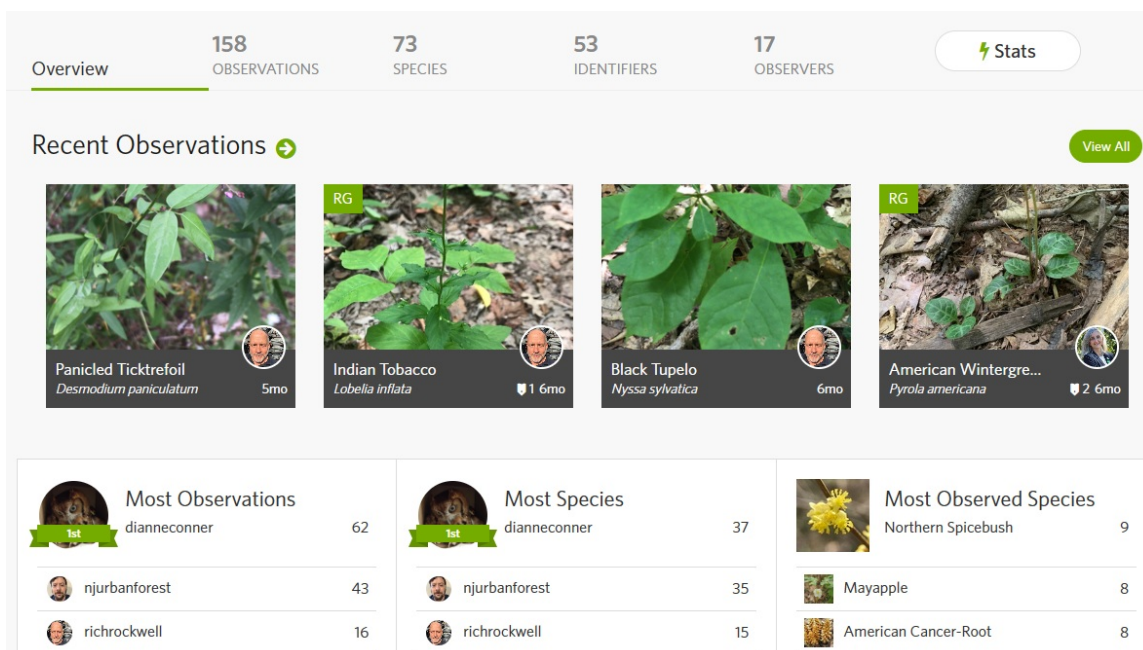 Overview
158
OBSERVATIONS
73
SPECIES
53
IDENTIFIERS
17
OBSERVERS
Stats
Recent Observations
View All
Panicled Ticktrefoil
Desmodium paniculatum 5mo
RG
Indian Tobacco
Lobelia inflata 1 6mo
Black Tupelo
Nyssa sylvatica 6mo
RG
American Wintergre...
Pyrola americana 2 6mo
1st
Most Observations
dianneconner 62
njurbanforest 43
richrockwell 16
1st
Most Species
dianneconner 37
njurbanforest 35
richrockwell 15
Most Observed Species
Northern Spicebush 9
Mayapple 8
American Cancer-Root 8